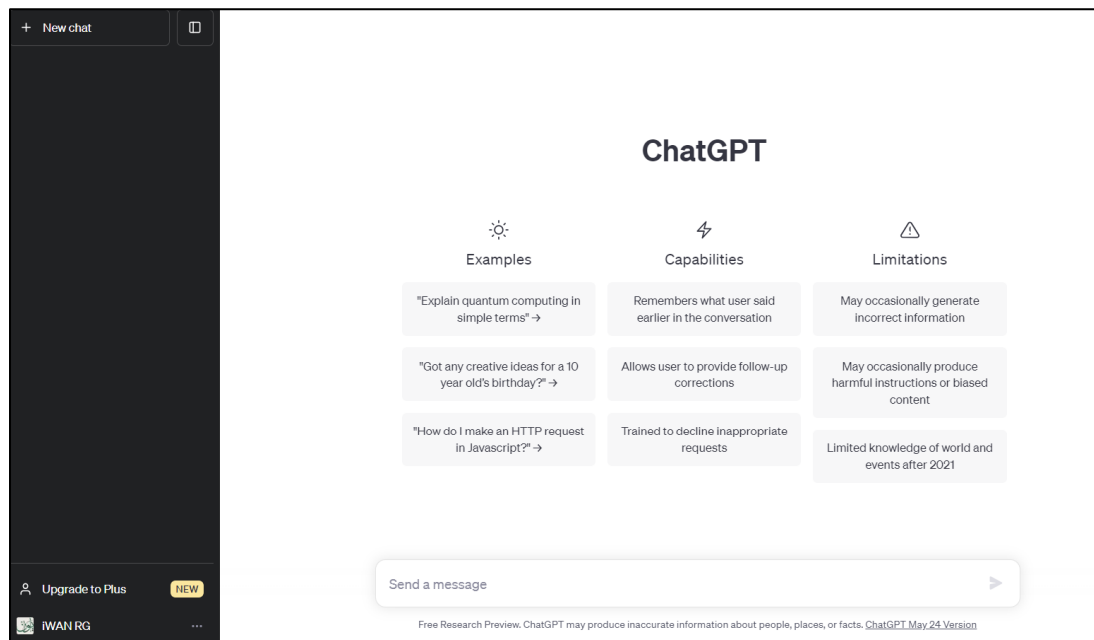 + New chat
ChatGPT
Examples
"Explain quantum computing in
simple terms" →
"Got any creative ideas for a 10
year old's birthday?" →
"How do I make an HTTP request
in Javascript?" →
Capabilities
Remembers what user said
earlier in the conversation
Allows user to provide follow-up
corrections
Trained to decline inappropriate
requests
Limitations
May occasionally generate
incorrect information
May occasionally produce
harmful instructions or biased
content
Limited knowledge of world and
events after 2021
Upgrade to Plus NEW
iWAN RG ...
Send a message
Free Research Preview. ChatGPT may produce inaccurate information about people, places, or facts. ChatGPT May 24 Version